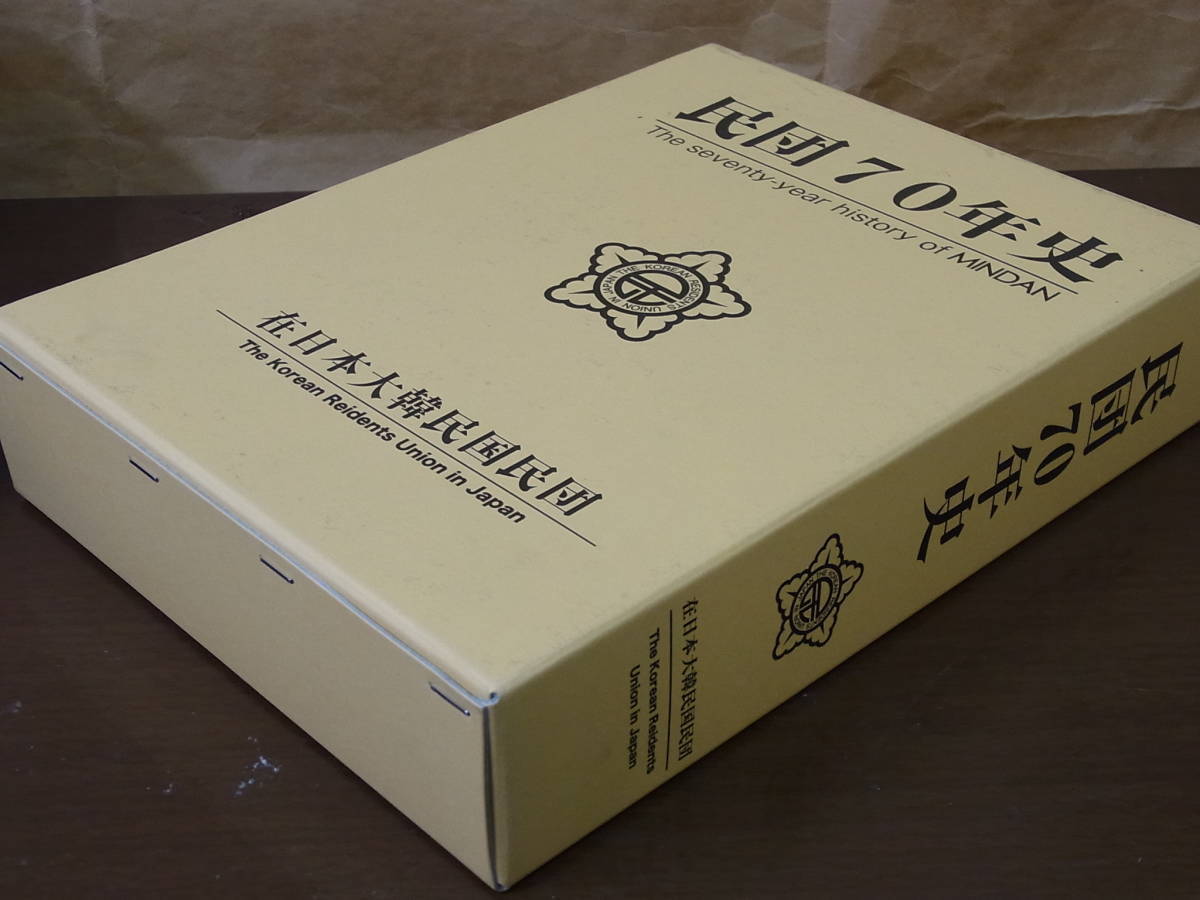 民団70年史
The seventy-year history of MINDAN
THE KOREAN RESIDENTS UNION IN JAPAN
在日本大韓民国民団
The Korean Reidents Union in Japan
民団70年史
在日本大韓民国民団
The Korean Reidents
Union in Japan